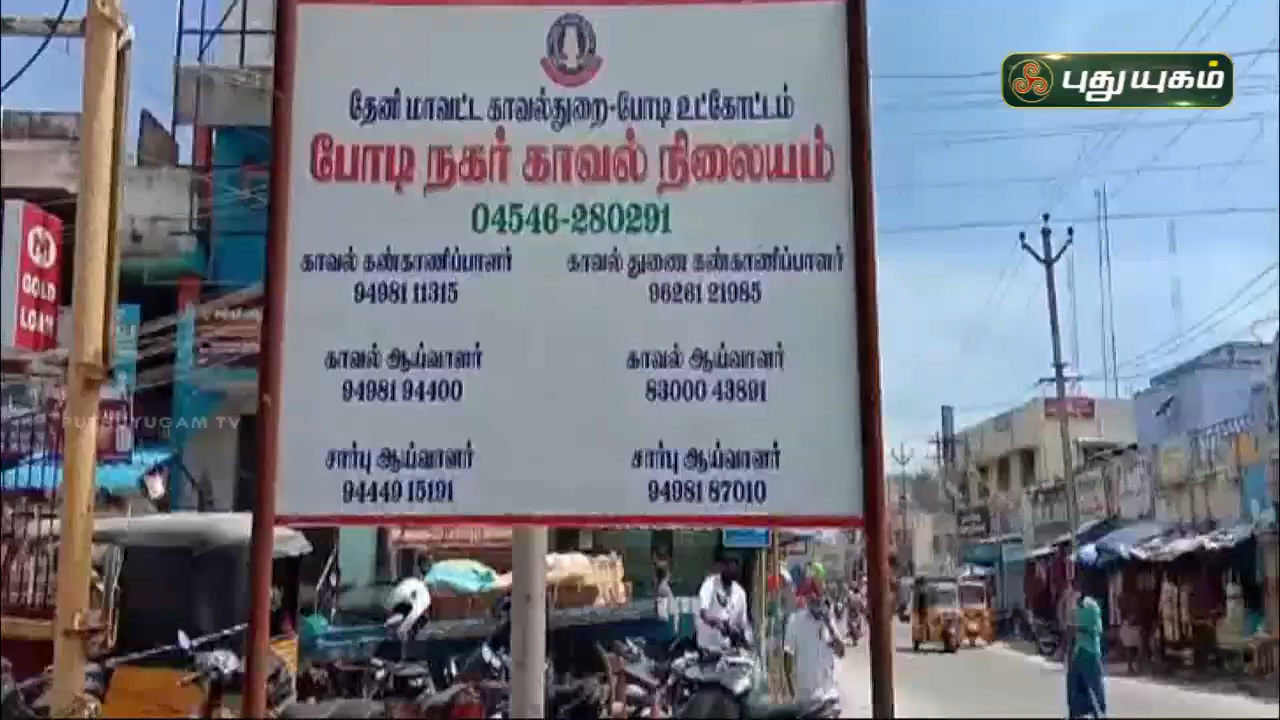 புதுயுகம்
தேனி மாவட்ட காவல்துறை-போடி உட்கோட்டம்
போடி நகர் காவல் நிலையம்
04546-280291
காவல் கண்காணிப்பாளர்
94981 11315
காவல் துணை கண்காணிப்பாளர்
96261 21985
காவல் ஆய்வாளர்
94981 94400
காவல் ஆய்வாளர்
83000 43891
சார்பு ஆய்வாளர்
94449 15191
சார்பு ஆய்வாளர்
94981 87010
M
GOLD
LOAN
PUTHUYUGAM TV